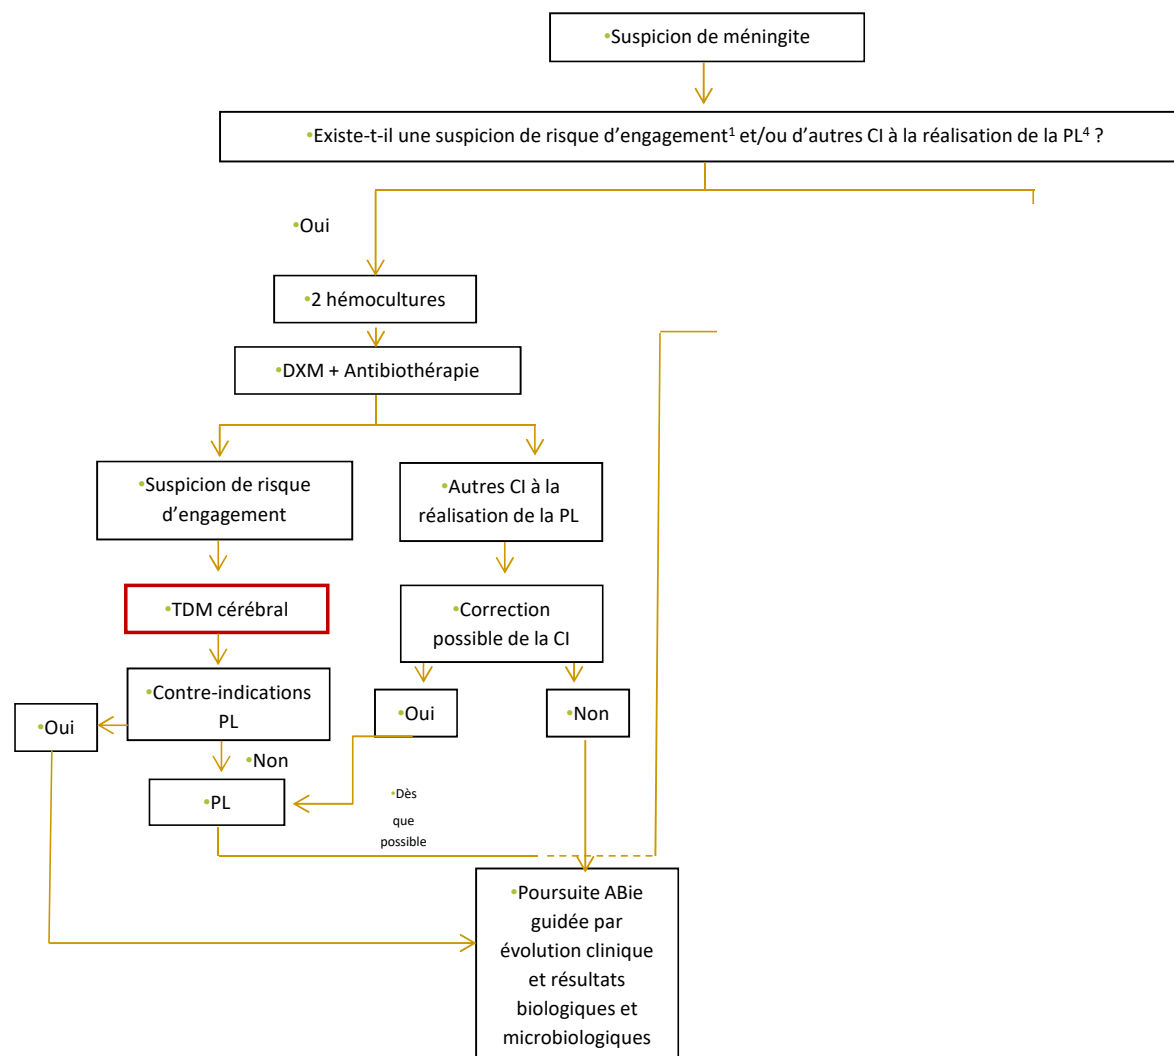 •Suspicion de méningite
•Existe-t-il une suspicion de risque d’engagement¹ et/ou d’autres CI à la réalisation de la PL⁴ ?
•Oui
•2 hémocultures
•DXM + Antibiothérapie
•Suspicion de risque
d’engagement
•Autres CI à la
réalisation de la PL
•TDM cérébral
•Correction
possible de la CI
•Contre-indications
PL
•Oui
•Oui
•Non
•Non
•PL
•Dès
que
possible
•Poursuite ABie
guidée par
évolution clinique
et résultats
biologiques et
microbiologiques